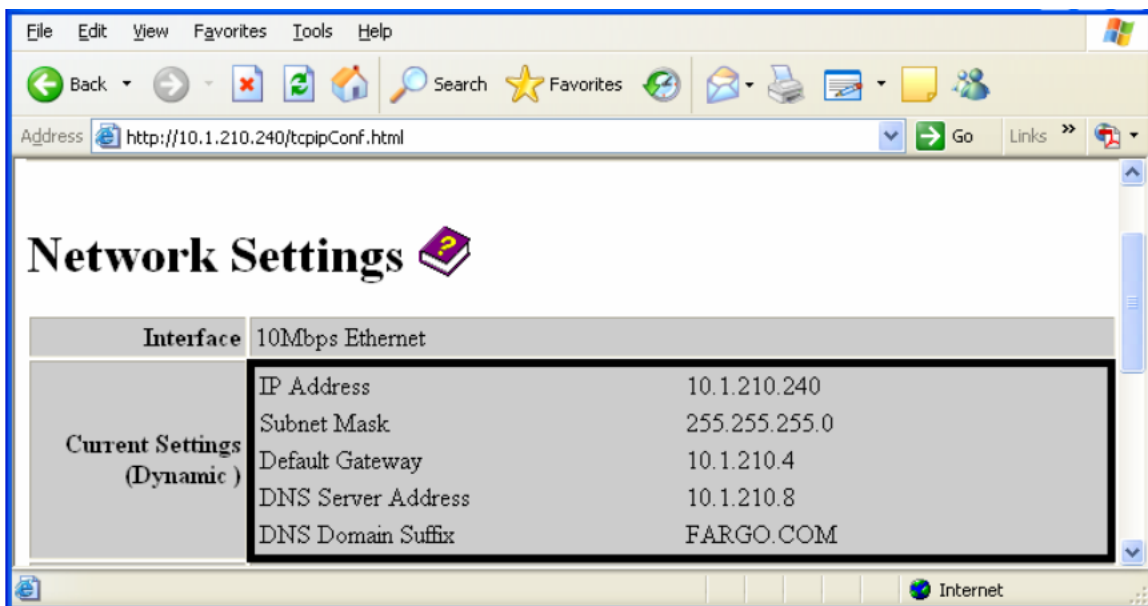 File Edit View Favorites Tools Help
Back Search Favorites
Address http://10.1.210.240/tcpipConf.html Go Links »
Network Settings ?
Interface 10Mbps Ethernet
Current Settings (Dynamic )
IP Address 10.1.210.240
Subnet Mask 255.255.255.0
Default Gateway 10.1.210.4
DNS Server Address 10.1.210.8
DNS Domain Suffix FARGO.COM
Internet